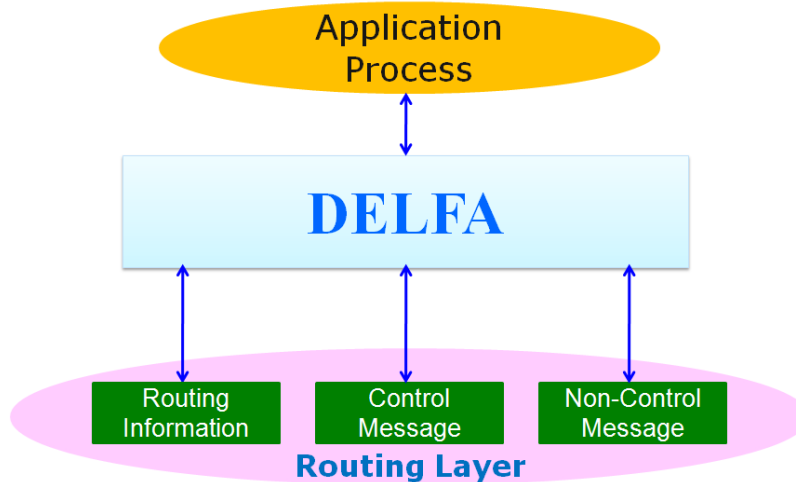 Application
Process
DELFA
Routing
Information
Control
Message
Non-Control
Message
Routing Layer